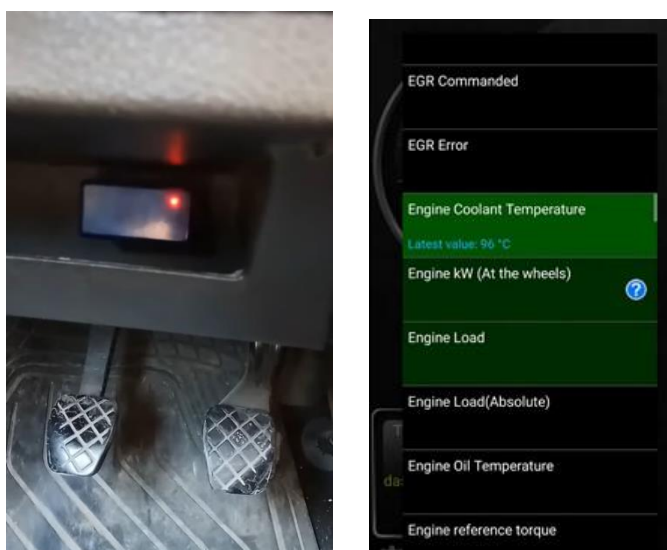 EGR Commanded
EGR Error
Engine Coolant Temperature
Latest value: 96 °C
Engine kW (At the wheels)
?
Engine Load
Engine Load(Absolute)
T
Engine Oil Temperature
da
Engine reference torque